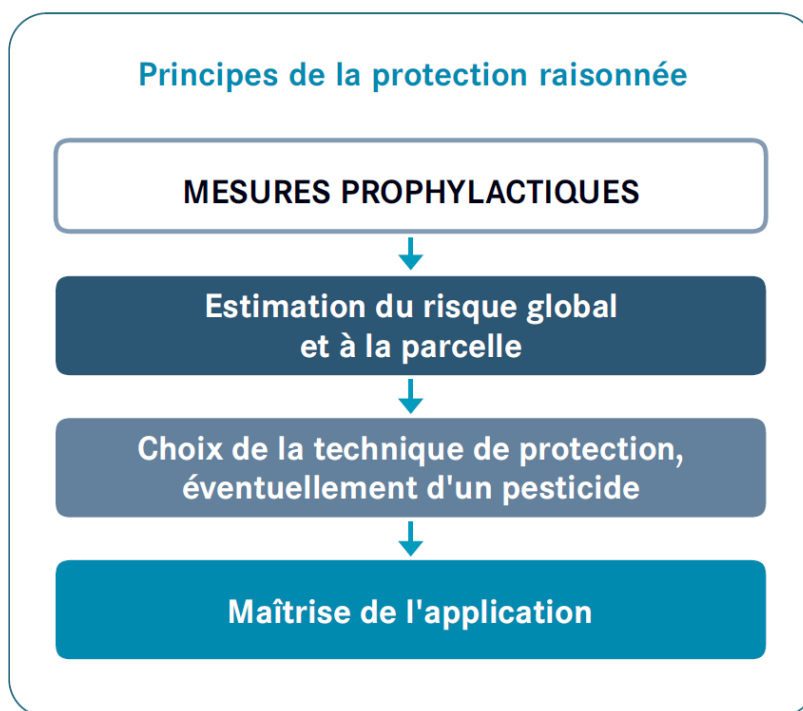 Principes de la protection raisonnée
MESURES PROPHYLACTIQUES
Estimation du risque global
et à la parcelle
Choix de la technique de protection,
éventuellement d'un pesticide
Maîtrise de l'application